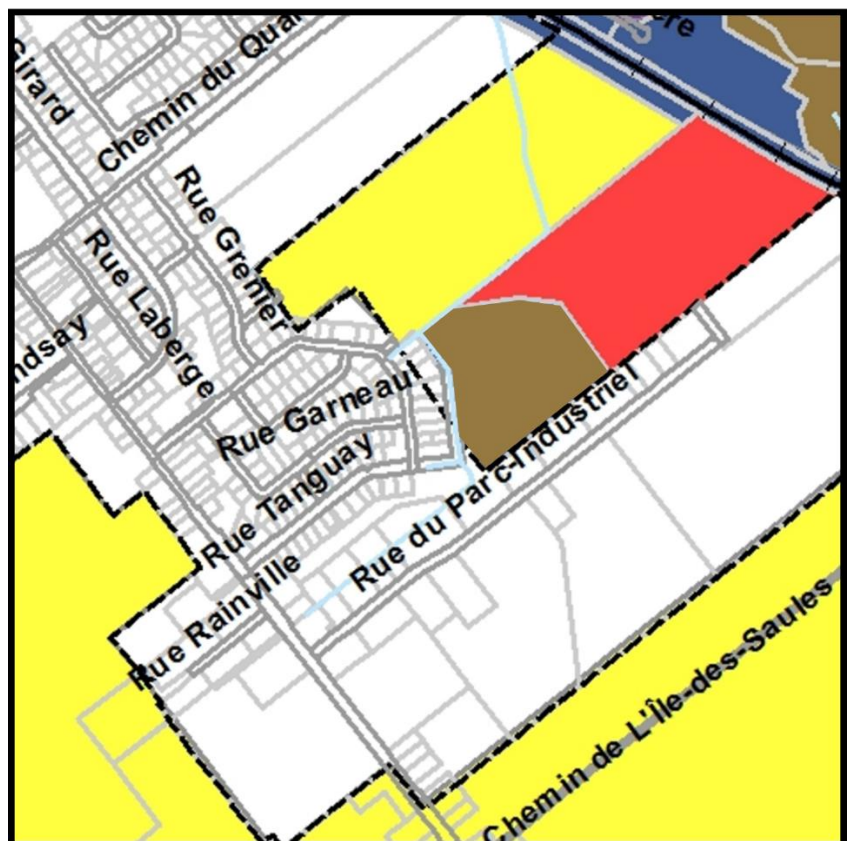 Girard
Chemin du Qua
ère
Rue Grenier
Rue Laberge
ndsay
Rue Garneau
Rue Tanguay
Rue du Parc-Industriel
Rue Rainville
Chemin de L'Île-des-Saules